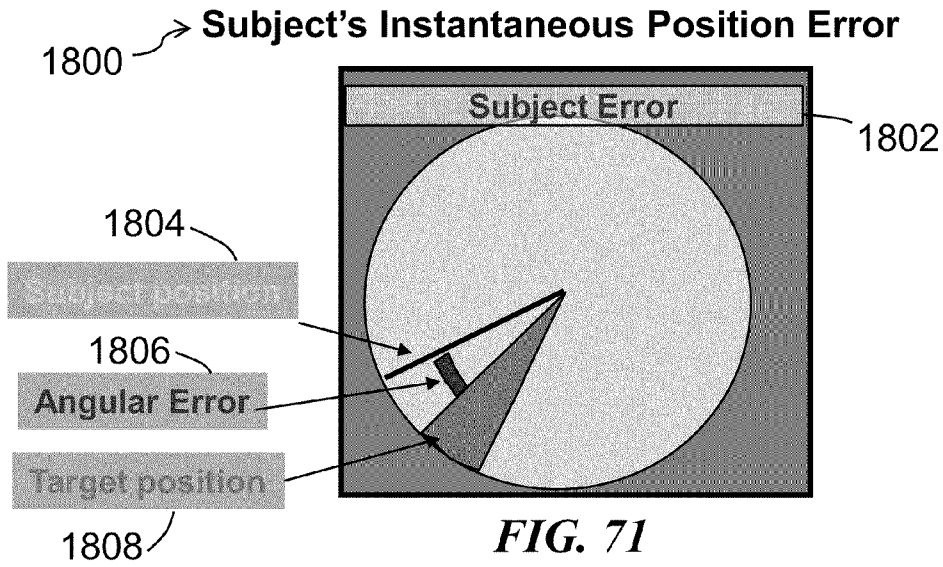 Subject's Instantaneous Position Error
1800
Subject Error
1802
1804
Subject position
1806
Angular Error
Target position
1808
FIG. 71